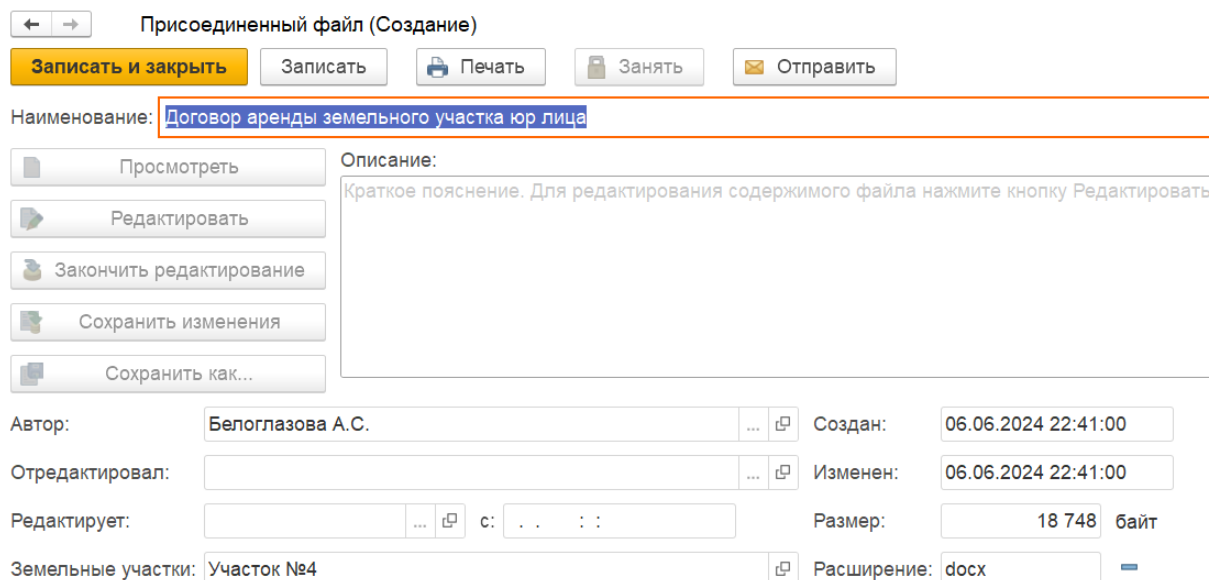 Присоединенный файл (Создание)
Записать и закрыть Записать Печать Занять Отправить
Наименование: Договор аренды земельного участка юр лица
Просмотреть
Описание:
Краткое пояснение. Для редактирования содержимого файла нажмите кнопку Редактировать
Редактировать
Закончить редактирование
Сохранить изменения
Сохранить как...
Автор: Белоглазова А.С. ... Создан: 06.06.2024 22:41:00
Отредактировал: ... Изменен: 06.06.2024 22:41:00
Редактирует: ... с: . . : : Размер: 18 748 байт
Земельные участки: Участок №4 Расширение: docx